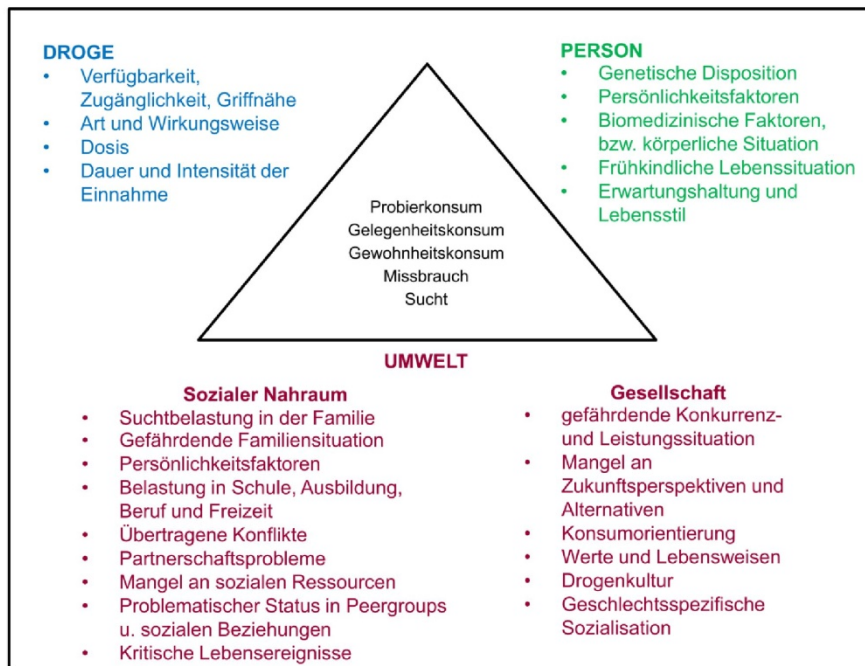 DROGE
• Verfügbarkeit,
Zugänglichkeit, Griffnähe
• Art und Wirkungsweise
• Dosis
• Dauer und Intensität der
Einnahme
PERSON
• Genetische Disposition
• Persönlichkeitsfaktoren
• Biomedizinische Faktoren,
bzw. körperliche Situation
• Frühkindliche Lebenssituation
• Erwartungshaltung und
Lebensstil
Probierkonsum
Gelegenheitskonsum
Gewohnheitskonsum
Missbrauch
Sucht
UMWELT
Sozialer Nahraum
• Suchtbelastung in der Familie
• Gefährdende Familiensituation
• Persönlichkeitsfaktoren
• Belastung in Schule, Ausbildung,
Beruf und Freizeit
• Übertragene Konflikte
• Partnerschaftsprobleme
• Mangel an sozialen Ressourcen
• Problematischer Status in Peergroups
u. sozialen Beziehungen
• Kritische Lebensereignisse
Gesellschaft
• gefährdende Konkurrenz-
und Leistungssituation
• Mangel an
Zukunftsperspektiven und
Alternativen
• Konsumorientierung
• Werte und Lebensweisen
• Drogenkultur
• Geschlechtsspezifische
Sozialisation